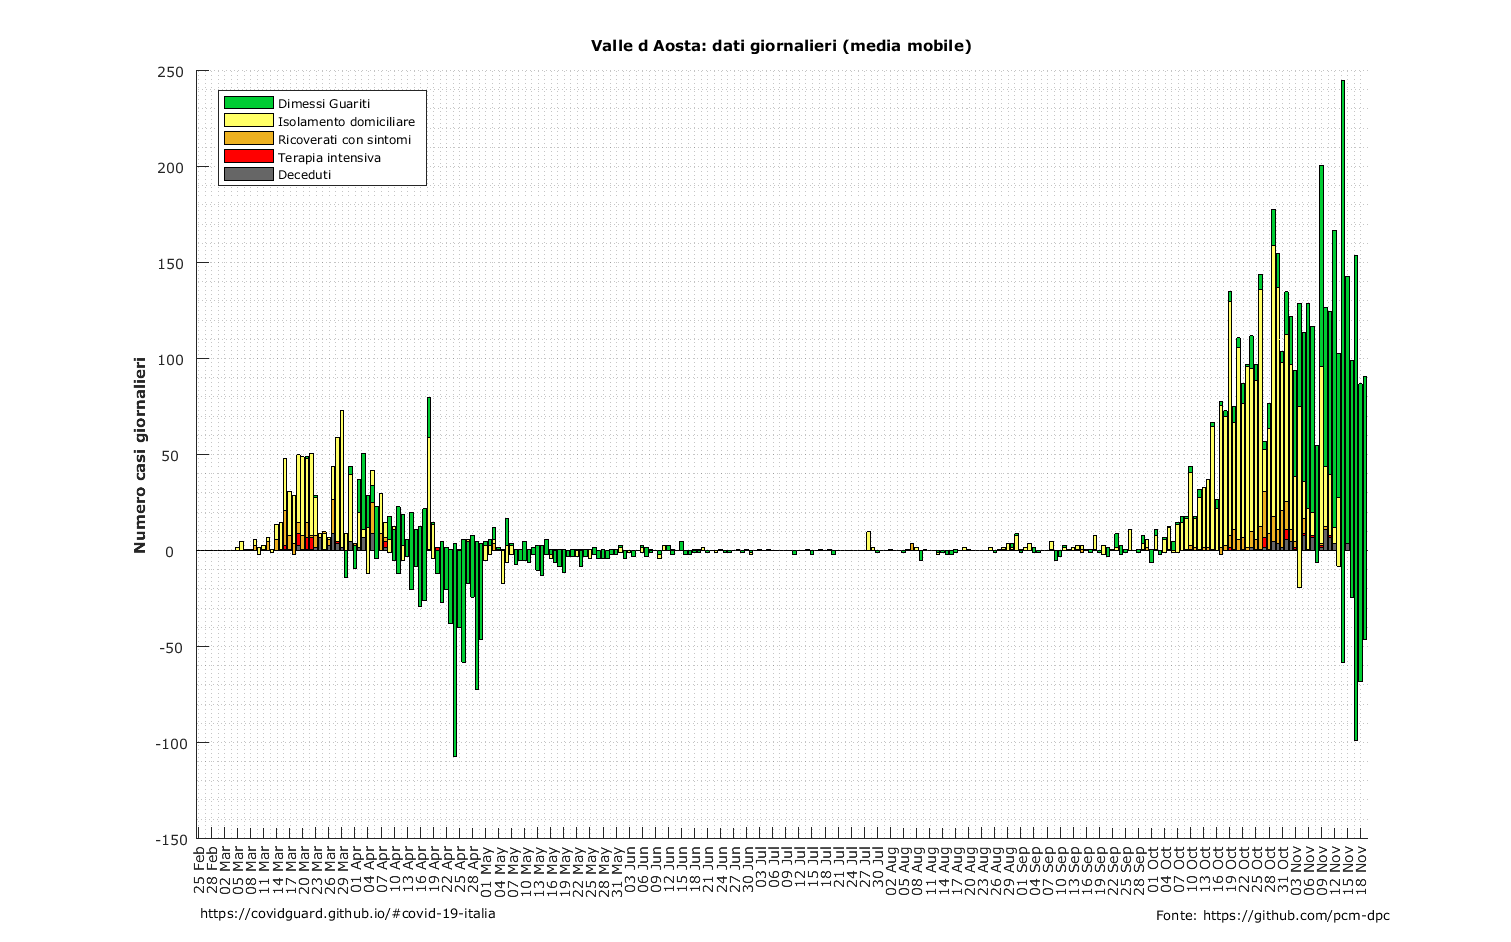 Valle d Aosta: dati giornalieri (media mobile)
250
200
150
100
50
0
-50
-100
-150
Numero casi giornalieri
Dimessi Guariti
Isolamento domiciliare
Ricoverati con sintomi
Terapia intensiva
Deceduti
25 Feb
28 Feb
02 Mar
05 Mar
08 Mar
11 Mar
14 Mar
17 Mar
20 Mar
23 Mar
26 Mar
29 Mar
01 Apr
04 Apr
07 Apr
10 Apr
13 Apr
16 Apr
19 Apr
22 Apr
25 Apr
28 Apr
01 May
04 May
07 May
10 May
13 May
16 May
19 May
22 May
25 May
28 May
31 May
03 Jun
06 Jun
09 Jun
12 Jun
15 Jun
18 Jun
21 Jun
24 Jun
27 Jun
30 Jun
03 Jul
06 Jul
09 Jul
12 Jul
15 Jul
18 Jul
21 Jul
24 Jul
27 Jul
30 Jul
02 Aug
05 Aug
08 Aug
11 Aug
14 Aug
17 Aug
20 Aug
23 Aug
26 Aug
29 Aug
01 Sep
04 Sep
07 Sep
10 Sep
13 Sep
16 Sep
19 Sep
22 Sep
25 Sep
28 Sep
01 Oct
04 Oct
07 Oct
10 Oct
13 Oct
16 Oct
19 Oct
22 Oct
25 Oct
28 Oct
31 Oct
03 Nov
06 Nov
09 Nov
12 Nov
15 Nov
18 Nov
https://covidguard.github.io/#covid-19-italia
Fonte: https://github.com/pcm-dpc